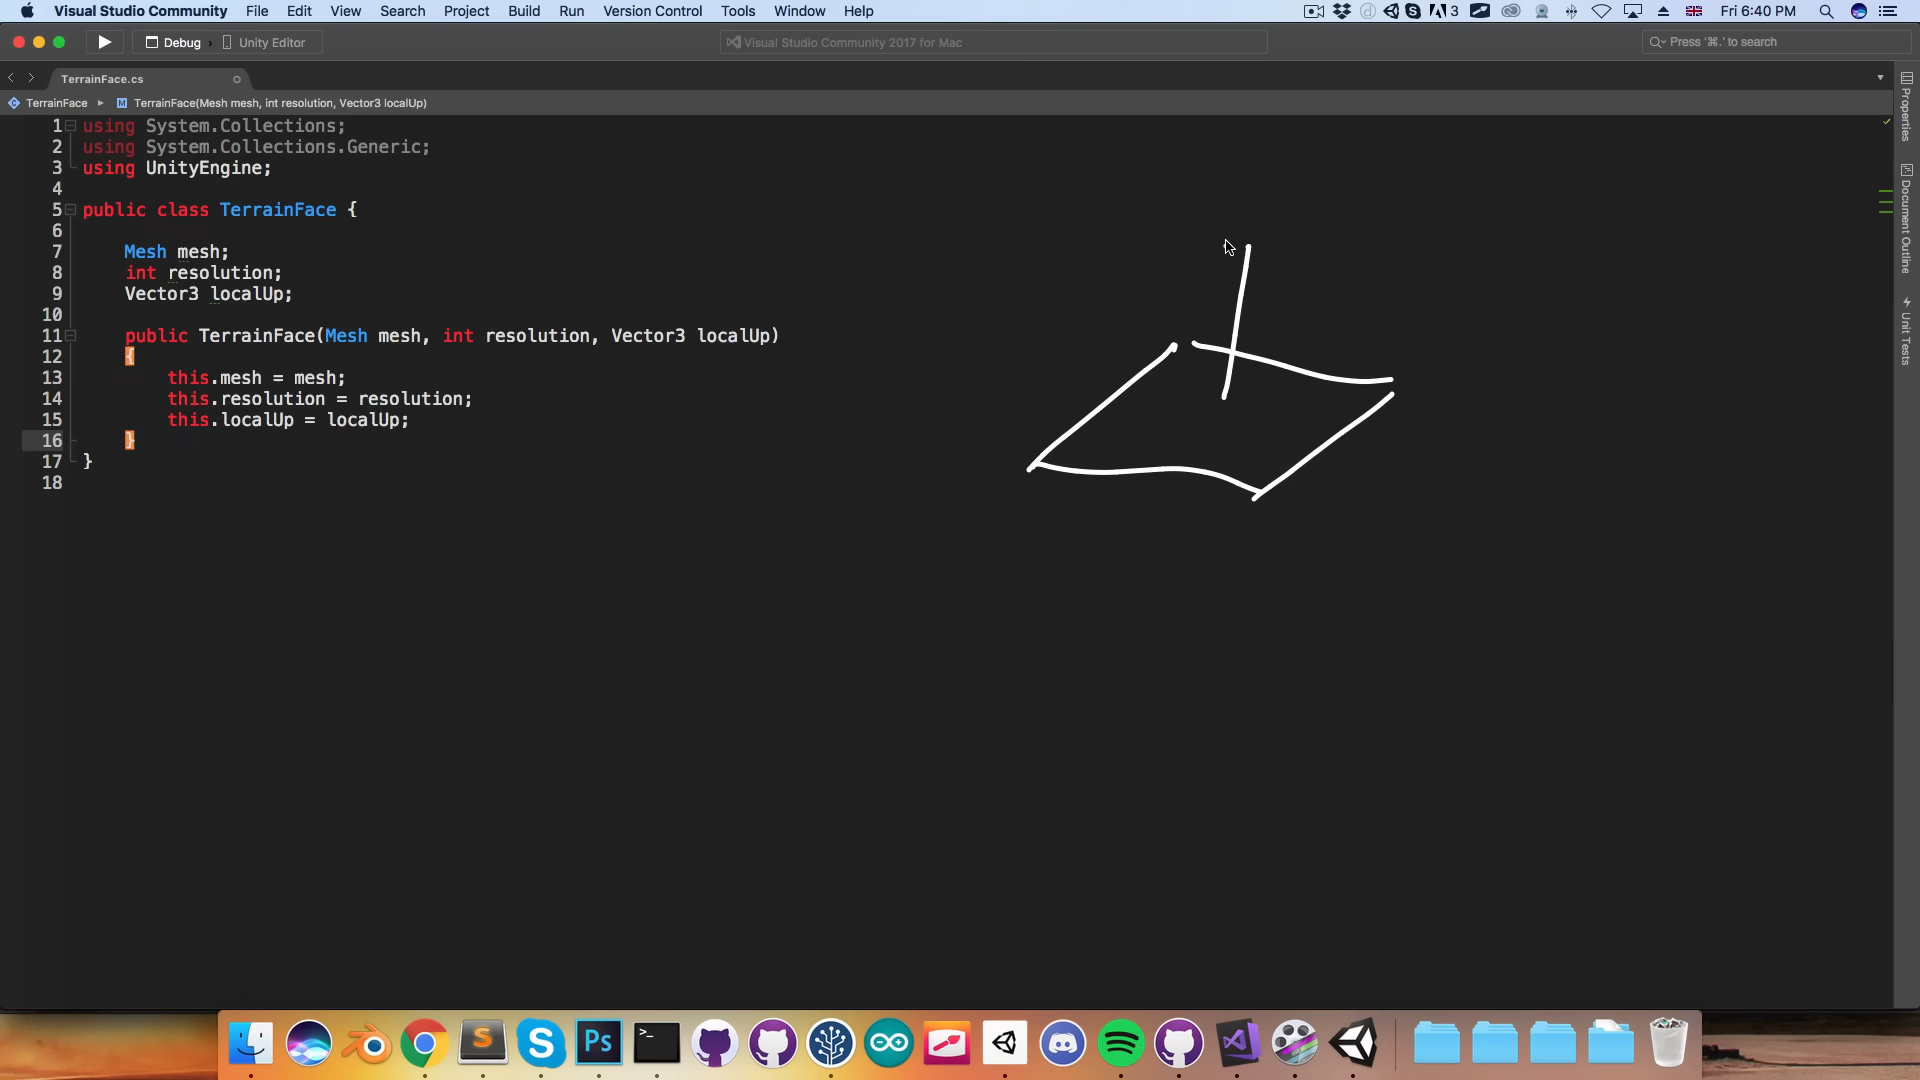 Visual Studio Community File Edit View Search Project Build Run Version Control Tools Window Help 3 Fri 6:40 PM
Debug › Unity Editor Visual Studio Community 2017 for Mac Press '⌘.' to search
TerrainFace.cs
TerrainFace ▸ M TerrainFace(Mesh mesh, int resolution, Vector3 localUp)
1 using System.Collections;
2 using System.Collections.Generic;
3 using UnityEngine;
4
5 public class TerrainFace {
6
7 Mesh mesh;
8 int resolution;
9 Vector3 localUp;
10
11 public TerrainFace(Mesh mesh, int resolution, Vector3 localUp)
12 {
13 this.mesh = mesh;
14 this.resolution = resolution;
15 this.localUp = localUp;
16 }
17 }
18
Properties
Document Outline
Unit Tests
S S Ps >_